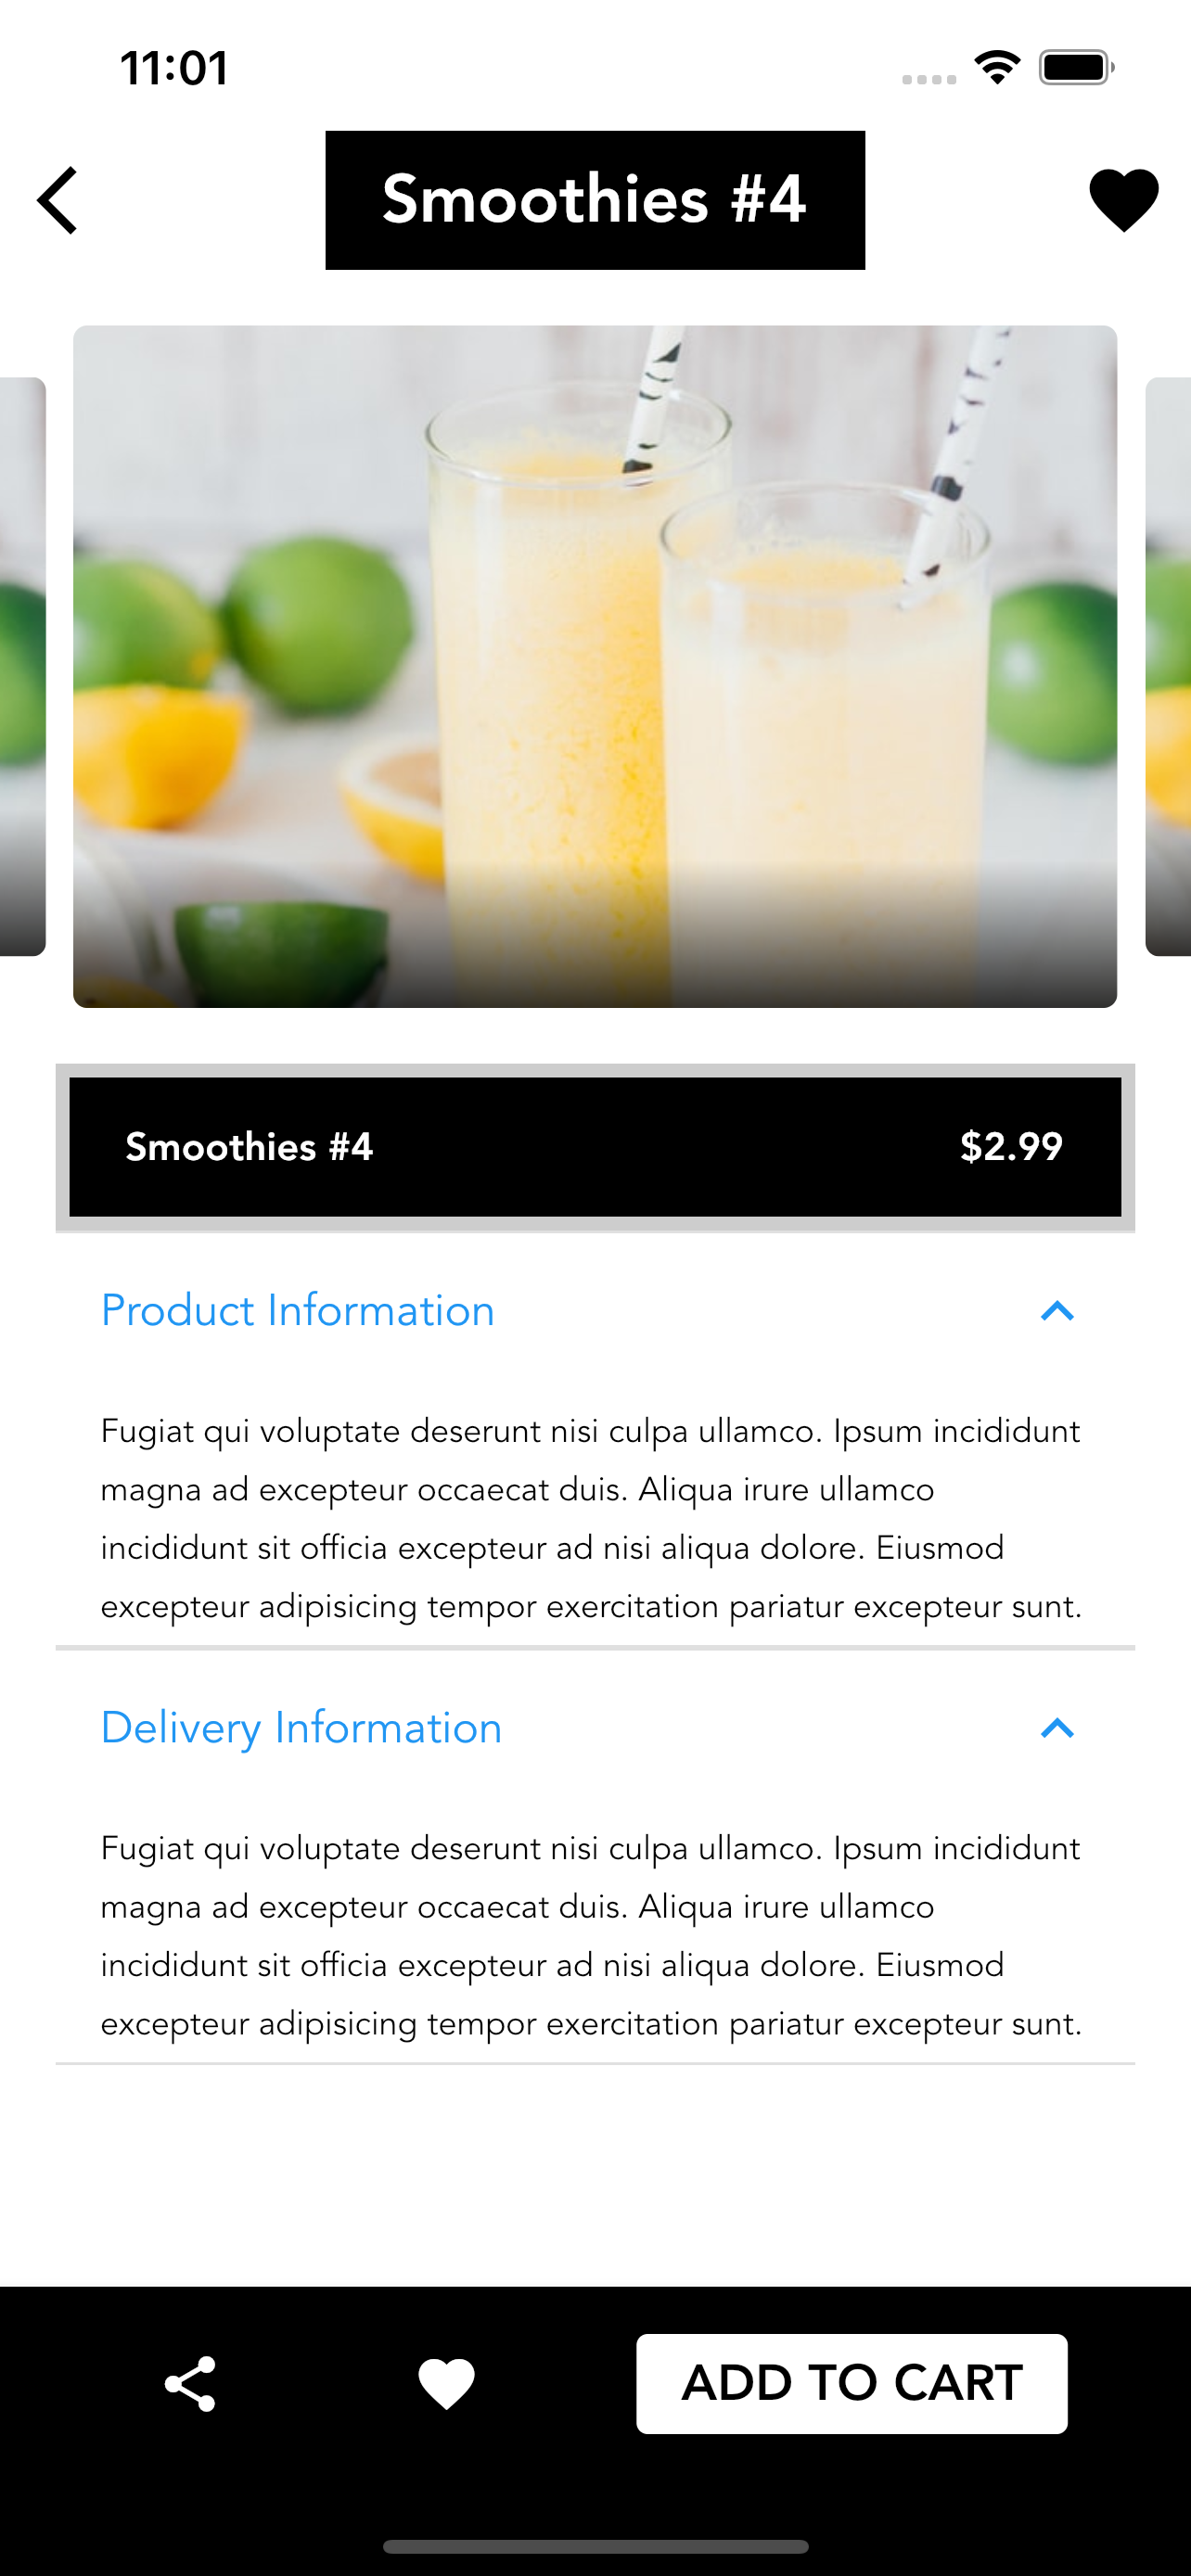 11:01
Smoothies #4
Smoothies #4 $2.99
Product Information
Fugiat qui voluptate deserunt nisi culpa ullamco. Ipsum incididunt
magna ad excepteur occaecat duis. Aliqua irure ullamco
incididunt sit officia excepteur ad nisi aliqua dolore. Eiusmod
excepteur adipisicing tempor exercitation pariatur excepteur sunt.
Delivery Information
Fugiat qui voluptate deserunt nisi culpa ullamco. Ipsum incididunt
magna ad excepteur occaecat duis. Aliqua irure ullamco
incididunt sit officia excepteur ad nisi aliqua dolore. Eiusmod
excepteur adipisicing tempor exercitation pariatur excepteur sunt.
ADD TO CART